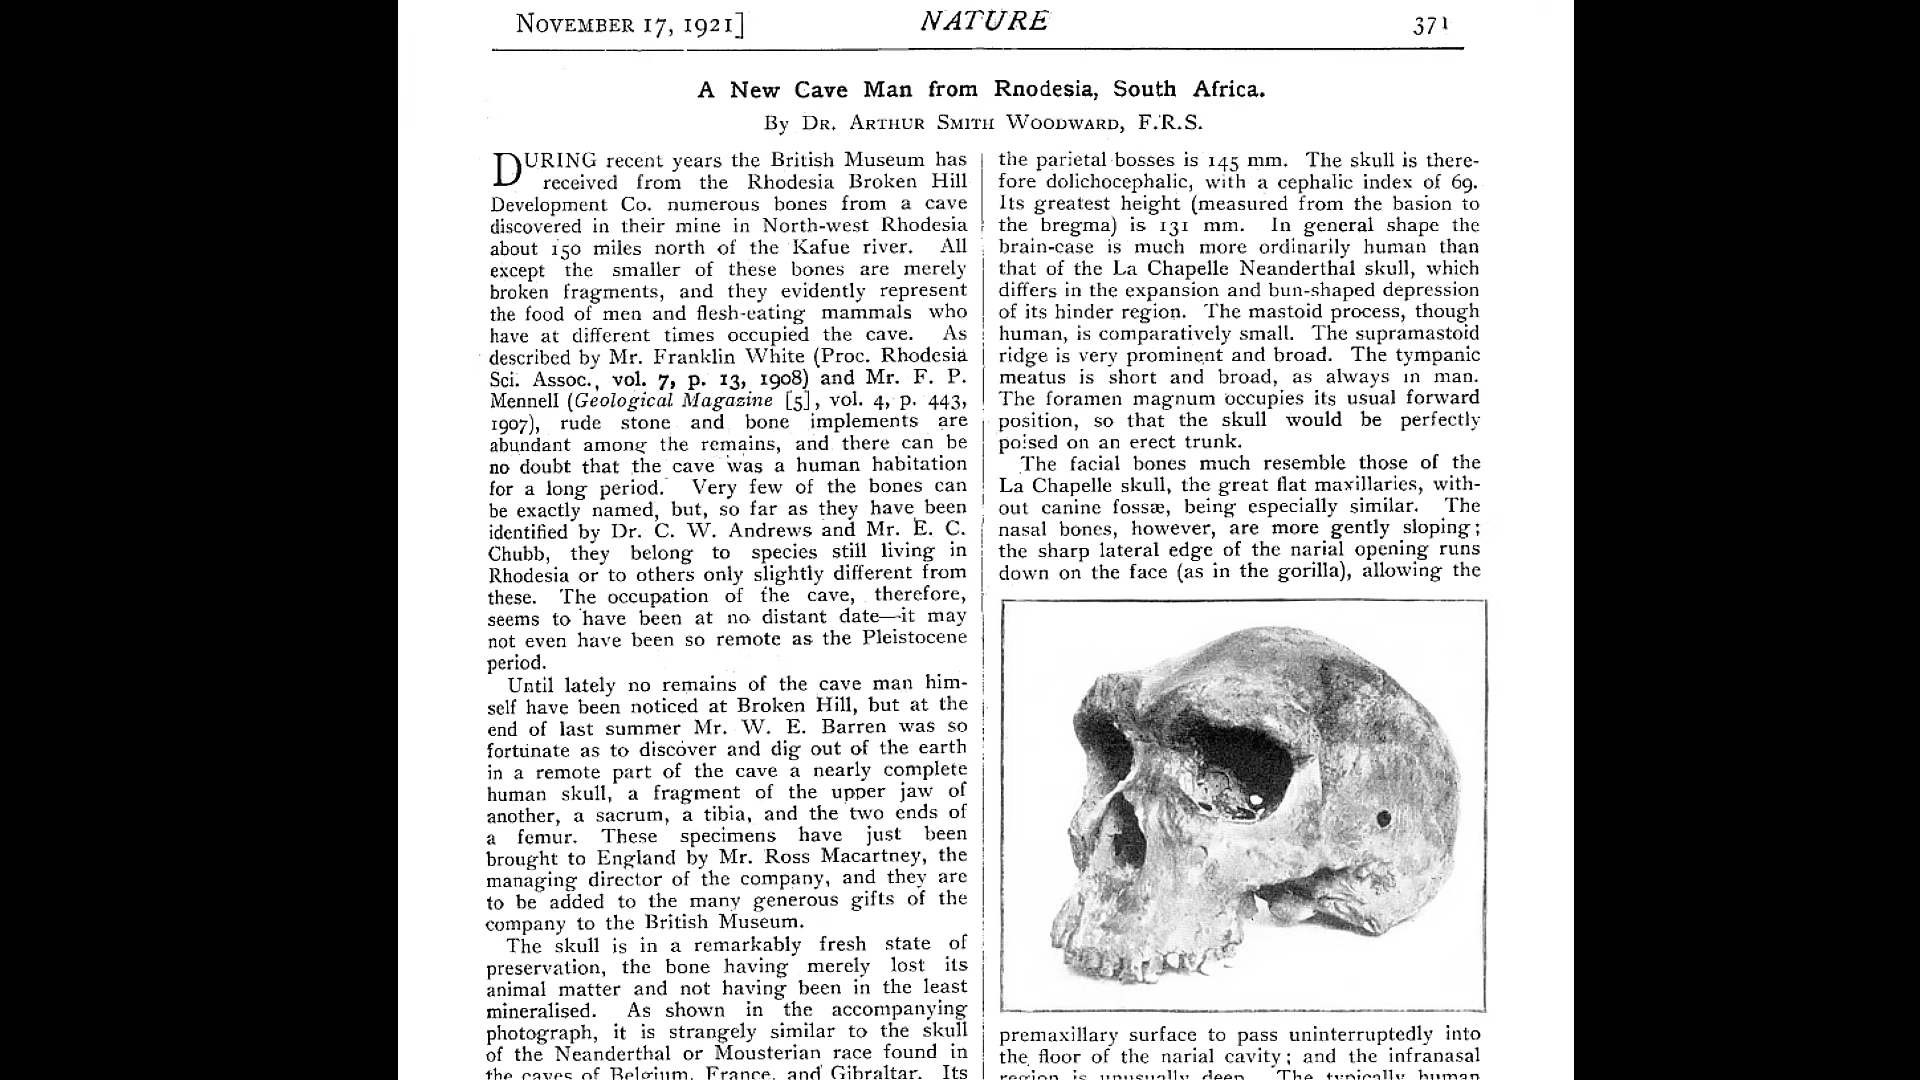 NOVEMBER 17, 1921]
NATURE
371
A New Cave Man from Rnodesia, South Africa.
By DR. ARTHUR SMITH WOODWARD, F.R.S.
DURING recent years the British Museum has
received from the Rhodesia Broken Hill
Development Co. numerous bones from a cave
discovered in their mine in North-west Rhodesia
about 150 miles north of the Kafue river. All
except the smaller of these bones are merely
broken fragments, and they evidently represent
the food of men and flesh-eating mammals who
have at different times occupied the cave. As
described by Mr. Franklin White (Proc. Rhodesia
Sci. Assoc., vol. 7, p. 13, 1908) and Mr. F. P.
Mennell (Geological Magazine [5], vol. 4, p. 443,
1907), rude stone and bone implements are
abundant among the remains, and there can be
no doubt that the cave was a human habitation
for a long period. Very few of the bones can
be exactly named, but, so far as they have been
identified by Dr. C. W. Andrews and Mr. E. C.
Chubb, they belong to species still living in
Rhodesia or to others only slightly different from
these. The occupation of the cave, therefore,
seems to have been at no distant date—it may
not even have been so remote as the Pleistocene
period.
Until lately no remains of the cave man him-
self have been noticed at Broken Hill, but at the
end of last summer Mr. W. E. Barren was so
fortunate as to discover and dig out of the earth
in a remote part of the cave a nearly complete
human skull, a fragment of the upper jaw of
another, a sacrum, a tibia, and the two ends of
a femur. These specimens have just been
brought to England by Mr. Ross Macartney, the
managing director of the company, and they are
to be added to the many generous gifts of the
company to the British Museum.
The skull is in a remarkably fresh state of
preservation, the bone having merely lost its
animal matter and not having been in the least
mineralised. As shown in the accompanying
photograph, it is strangely similar to the skull
of the Neanderthal or Mousterian race found in
the caves of Belgium, France, and Gibraltar. Its
the parietal bosses is 145 mm. The skull is there-
fore dolichocephalic, with a cephalic index of 69.
Its greatest height (measured from the basion to
the bregma) is 131 mm. In general shape the
brain-case is much more ordinarily human than
that of the La Chapelle Neanderthal skull, which
differs in the expansion and bun-shaped depression
of its hinder region. The mastoid process, though
human, is comparatively small. The supramastoid
ridge is very prominent and broad. The tympanic
meatus is short and broad, as always in man.
The foramen magnum occupies its usual forward
position, so that the skull would be perfectly
poised on an erect trunk.
The facial bones much resemble those of the
La Chapelle skull, the great flat maxillaries, with-
out canine fossæ, being especially similar. The
nasal bones, however, are more gently sloping;
the sharp lateral edge of the narial opening runs
down on the face (as in the gorilla), allowing the
premaxillary surface to pass uninterruptedly into
the floor of the narial cavity; and the infranasal
region is unusually deep. The typically human